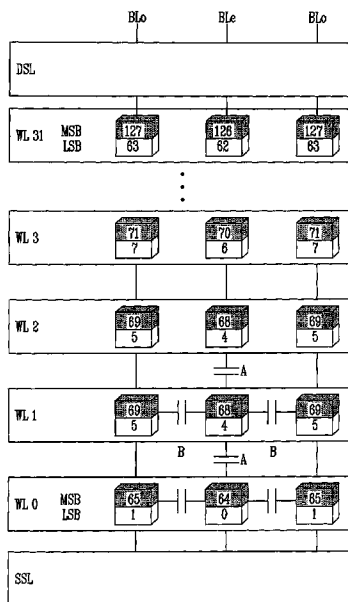 BLo BLe BLo
DSL
WL 31 MSB 127 126 127
LSB 63 62 63
WL 3 71 70 71
7 6 7
WL 2 69 68 69
5 4 5
A
WL 1 69 68 69
5 4 5
B A B
WL 0 MSB 65 64 65
LSB 1 0 1
SSL